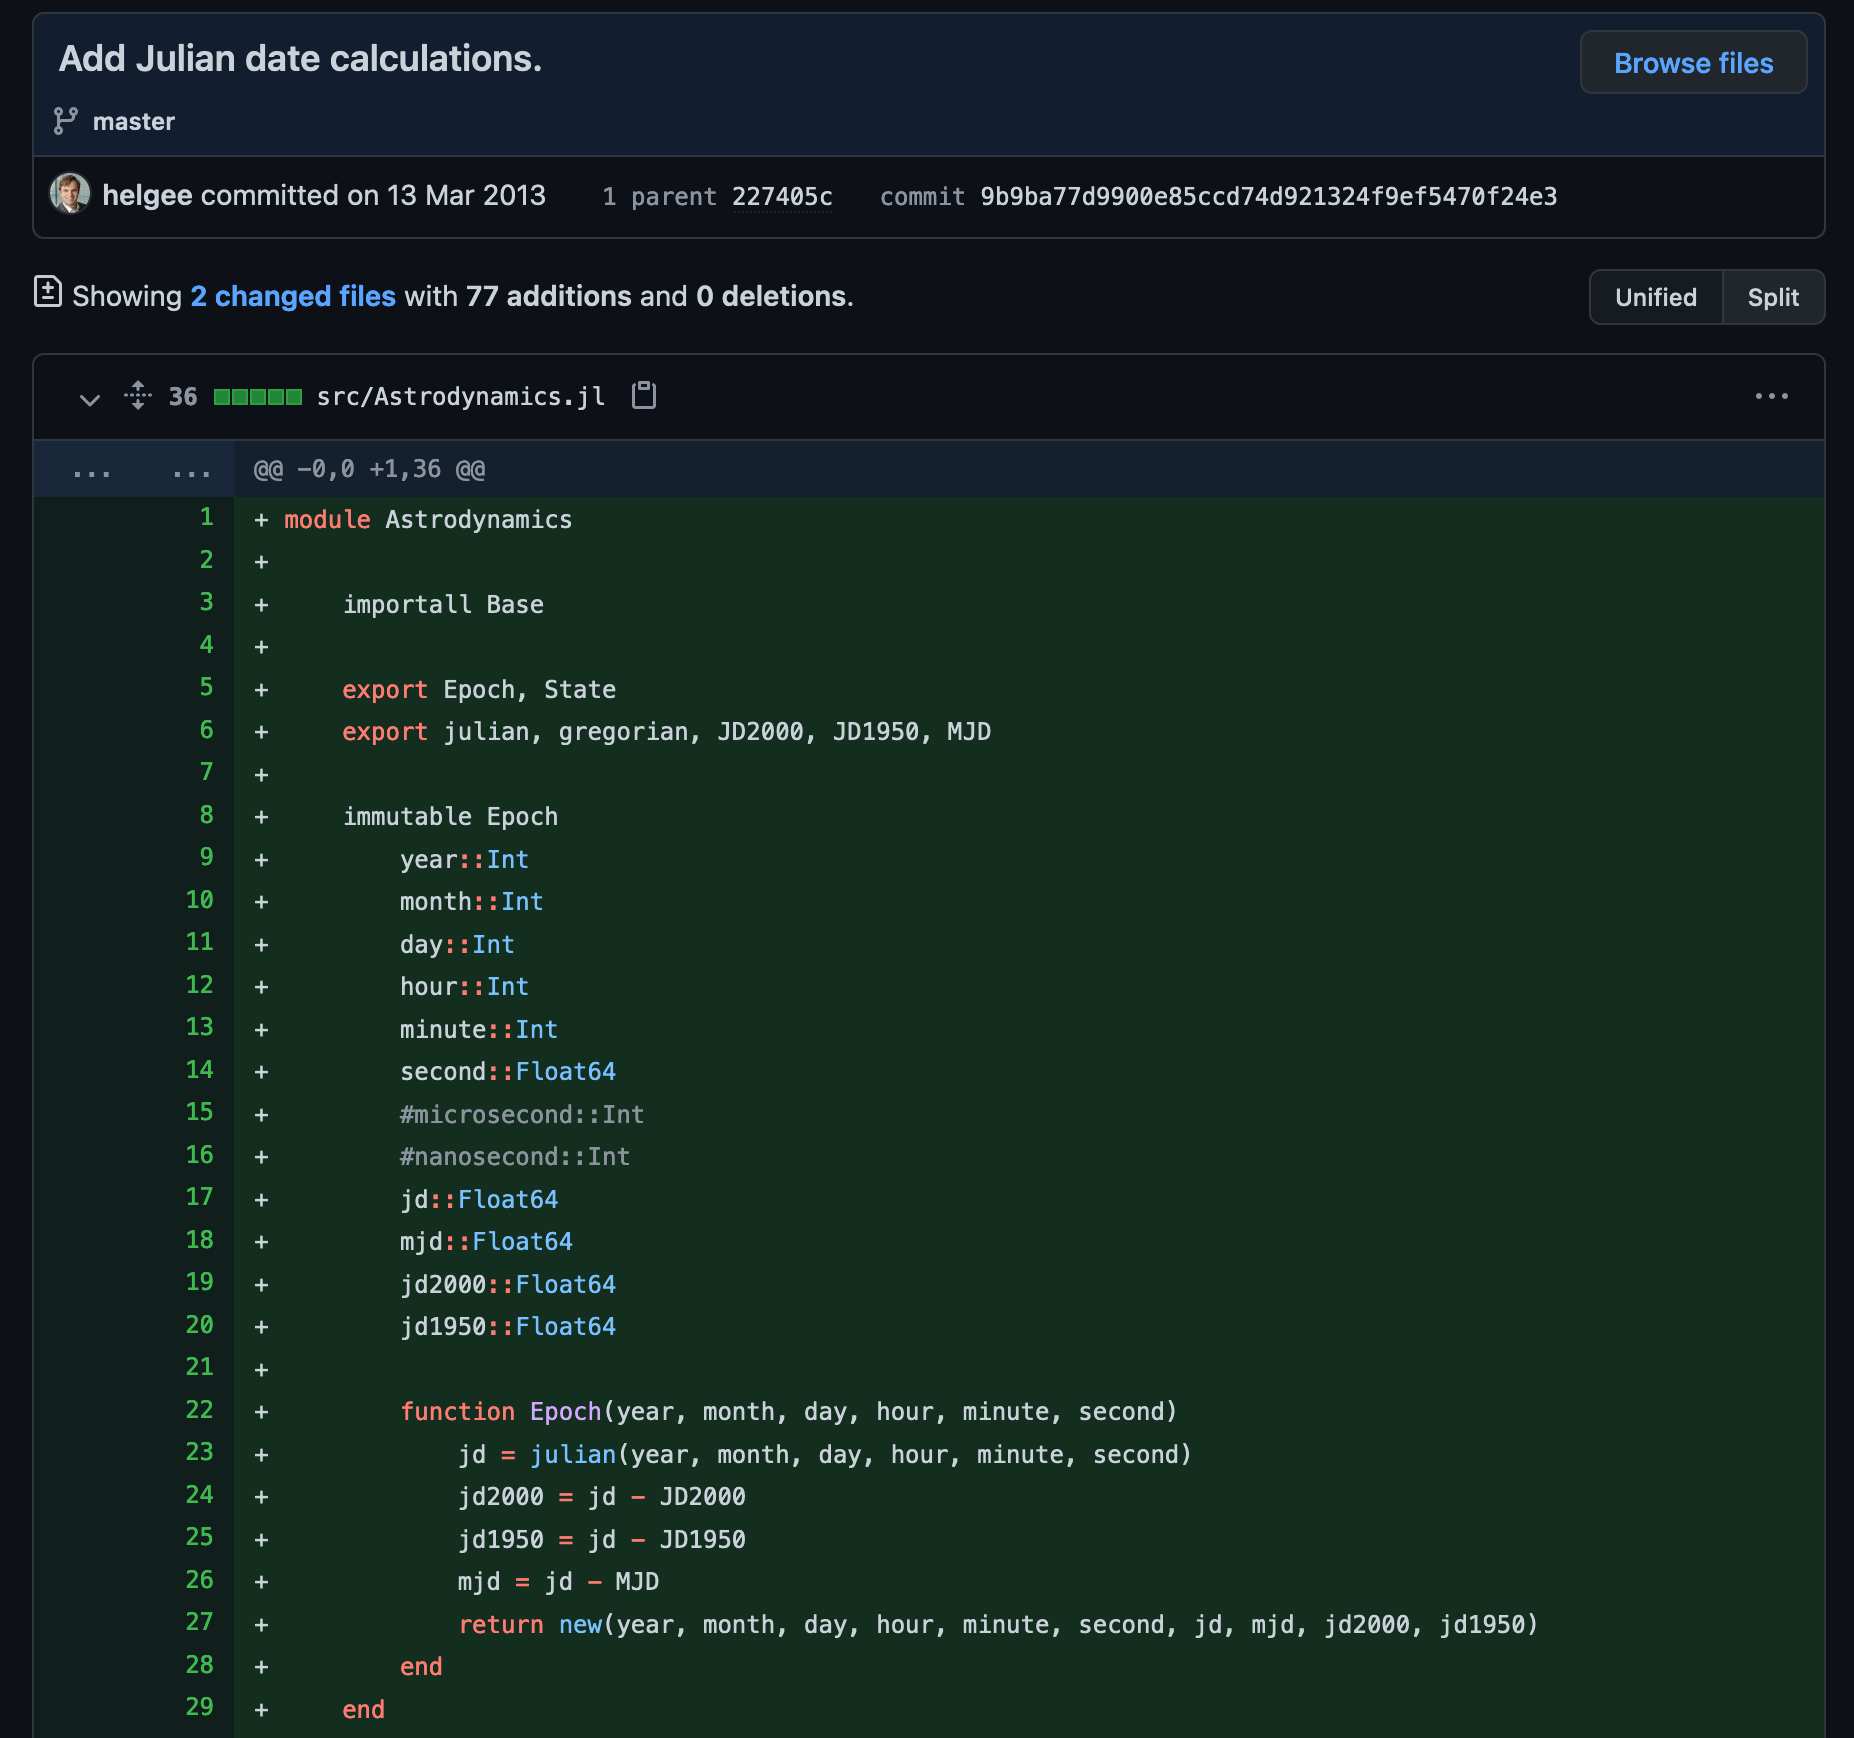 Add Julian date calculations.
Browse files
master
helgee committed on 13 Mar 2013 1 parent 227405c commit 9b9ba77d9900e85ccd74d921324f9ef5470f24e3
Showing 2 changed files with 77 additions and 0 deletions.
Unified Split
36 src/Astrodynamics.jl ...
... ... @@ -0,0 +1,36 @@
1 + module Astrodynamics
2 +
3 + importall Base
4 +
5 + export Epoch, State
6 + export julian, gregorian, JD2000, JD1950, MJD
7 +
8 + immutable Epoch
9 + year::Int
10 + month::Int
11 + day::Int
12 + hour::Int
13 + minute::Int
14 + second::Float64
15 + #microsecond::Int
16 + #nanosecond::Int
17 + jd::Float64
18 + mjd::Float64
19 + jd2000::Float64
20 + jd1950::Float64
21 +
22 + function Epoch(year, month, day, hour, minute, second)
23 + jd = julian(year, month, day, hour, minute, second)
24 + jd2000 = jd - JD2000
25 + jd1950 = jd - JD1950
26 + mjd = jd - MJD
27 + return new(year, month, day, hour, minute, second, jd, mjd, jd2000, jd1950)
28 + end
29 + end